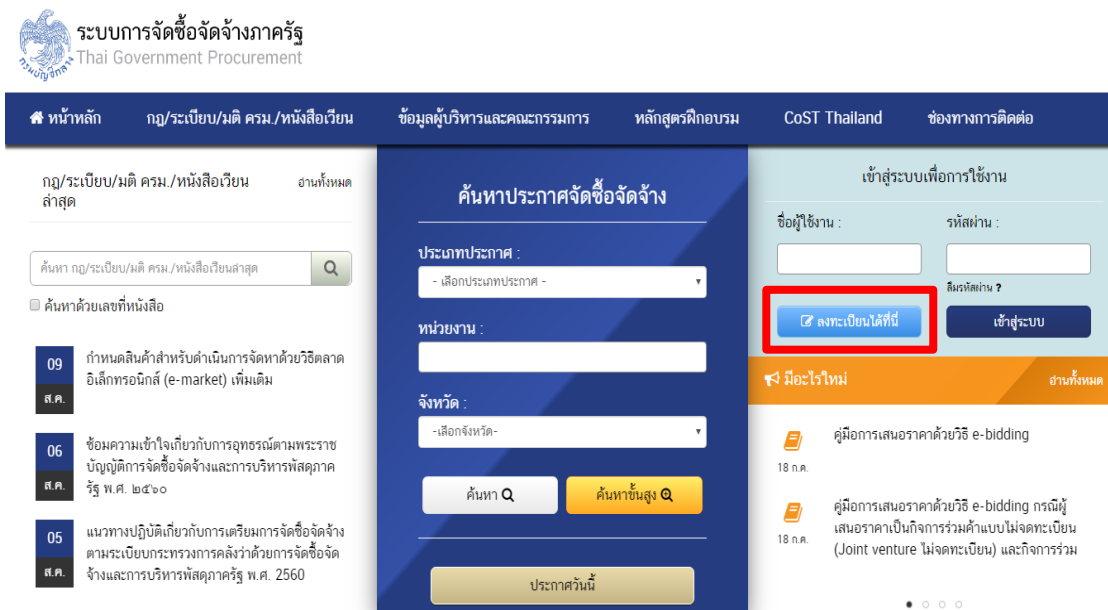 ระบบการจัดซื้อจัดจ้างภาครัฐ
Thai Government Procurement
กรมบัญชีกลาง
หน้าหลัก
กฎ/ระเบียบ/มติ ครม./หนังสือเวียน
ข้อมูลผู้บริหารและคณะกรรมการ
หลักสูตรฝึกอบรม
CoST Thailand
ช่องทางการติดต่อ
กฎ/ระเบียบ/มติ ครม./หนังสือเวียน
ล่าสุด
อ่านทั้งหมด
ค้นหา กฎ/ระเบียบ/มติ ครม./หนังสือเวียนล่าสุด
ค้นหาด้วยเลขที่หนังสือ
09
ส.ค.
กำหนดสินค้าสำหรับดำเนินการจัดหาด้วยวิธีตลาด
อิเล็กทรอนิกส์ (e-market) เพิ่มเติม
06
ส.ค.
ซ้อมความเข้าใจเกี่ยวกับการอุทธรณ์ตามพระราช
บัญญัติการจัดซื้อจัดจ้างและการบริหารพัสดุภาค
รัฐ พ.ศ. ๒๕๖๐
05
ส.ค.
แนวทางปฏิบัติเกี่ยวกับการเตรียมการจัดซื้อจัดจ้าง
ตามระเบียบกระทรวงการคลังว่าด้วยการจัดซื้อจัด
จ้างและการบริหารพัสดุภาครัฐ พ.ศ. 2560
ค้นหาประกาศจัดซื้อจัดจ้าง
ประเภทประกาศ :
- เลือกประเภทประกาศ -
หน่วยงาน :
จังหวัด :
-เลือกจังหวัด-
ค้นหา
ค้นหาขั้นสูง
ประกาศวันนี้
เข้าสู่ระบบเพื่อการใช้งาน
ชื่อผู้ใช้งาน :
รหัสผ่าน :
ลืมรหัสผ่าน ?
ลงทะเบียนได้ที่นี่
เข้าสู่ระบบ
มีอะไรใหม่
อ่านทั้งหมด
คู่มือการเสนอราคาด้วยวิธี e-bidding
18 ก.ค.
คู่มือการเสนอราคาด้วยวิธี e-bidding กรณีผู้
เสนอราคาเป็นกิจการร่วมค้าแบบไม่จดทะเบียน
(Joint venture ไม่จดทะเบียน) และกิจการร่วม
18 ก.ค.